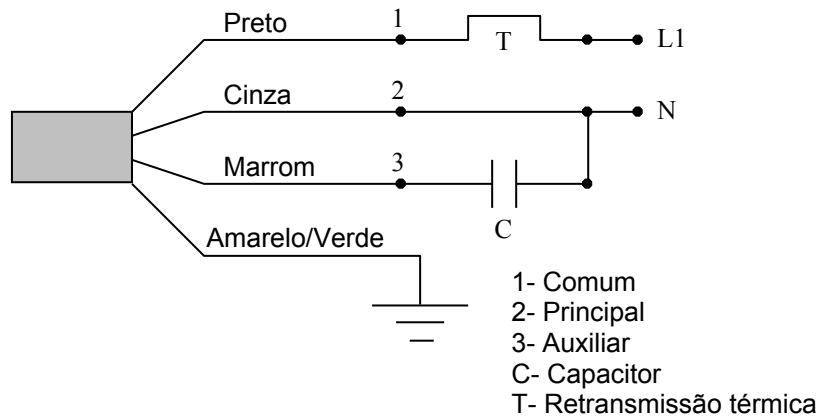 Preto
1
T
L1
Cinza
2
N
Marrom
3
C
Amarelo/Verde
1- Comum
2- Principal
3- Auxiliar
C- Capacitor
T- Retransmissão térmica